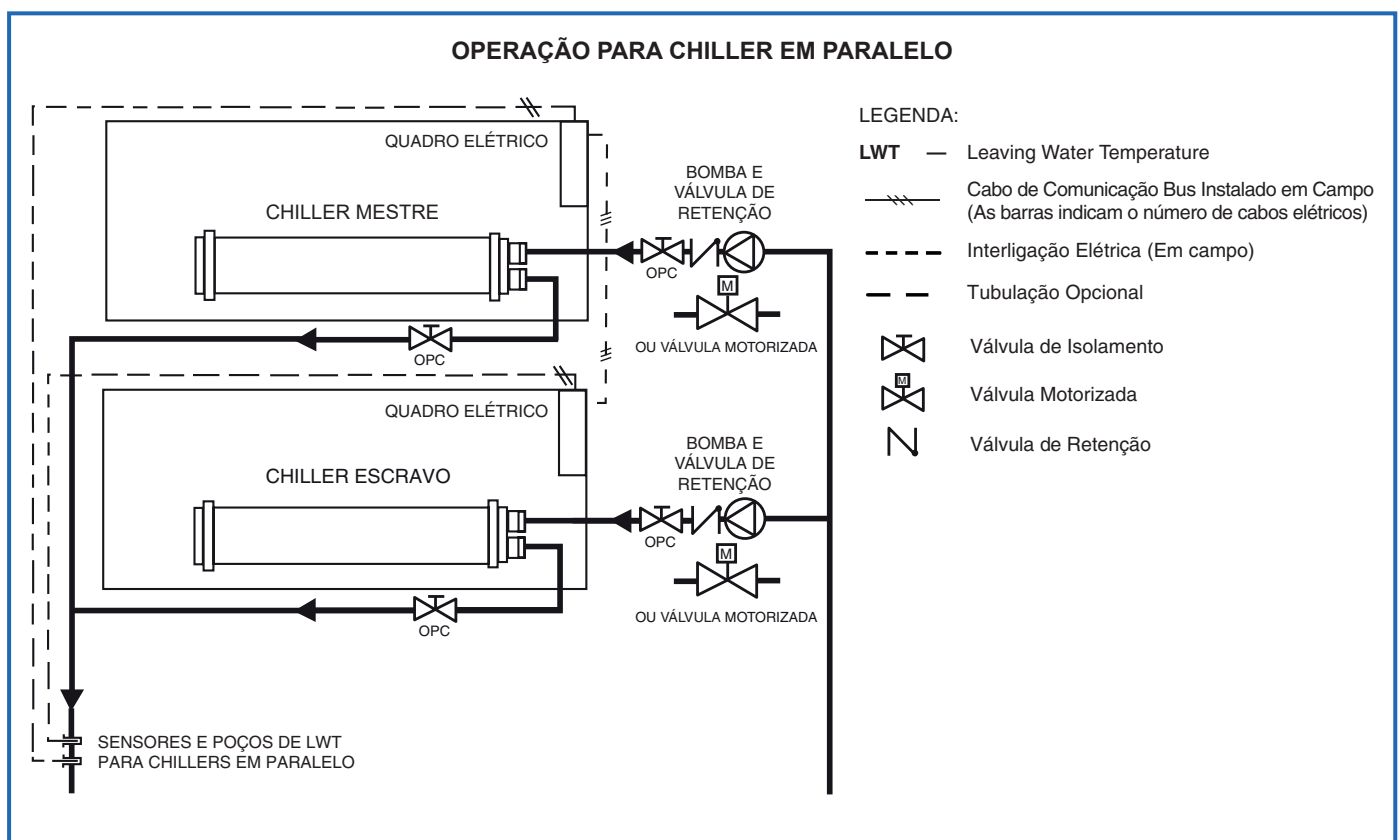 OPERAÇÃO PARA CHILLER EM PARALELO
QUADRO ELÉTRICO
CHILLER MESTRE
BOMBA E
VÁLVULA DE
RETENÇÃO
OPC
M
OU VÁLVULA MOTORIZADA
OPC
QUADRO ELÉTRICO
CHILLER ESCRAVO
BOMBA E
VÁLVULA DE
RETENÇÃO
OPC
M
OU VÁLVULA MOTORIZADA
OPC
SENSORES E POÇOS DE LWT
PARA CHILLERS EM PARALELO
LEGENDA:
LWT — Leaving Water Temperature
Cabo de Comunicação Bus Instalado em Campo
(As barras indicam o número de cabos elétricos)
Interligação Elétrica (Em campo)
Tubulação Opcional
Válvula de Isolamento
M
Válvula Motorizada
Válvula de Retenção